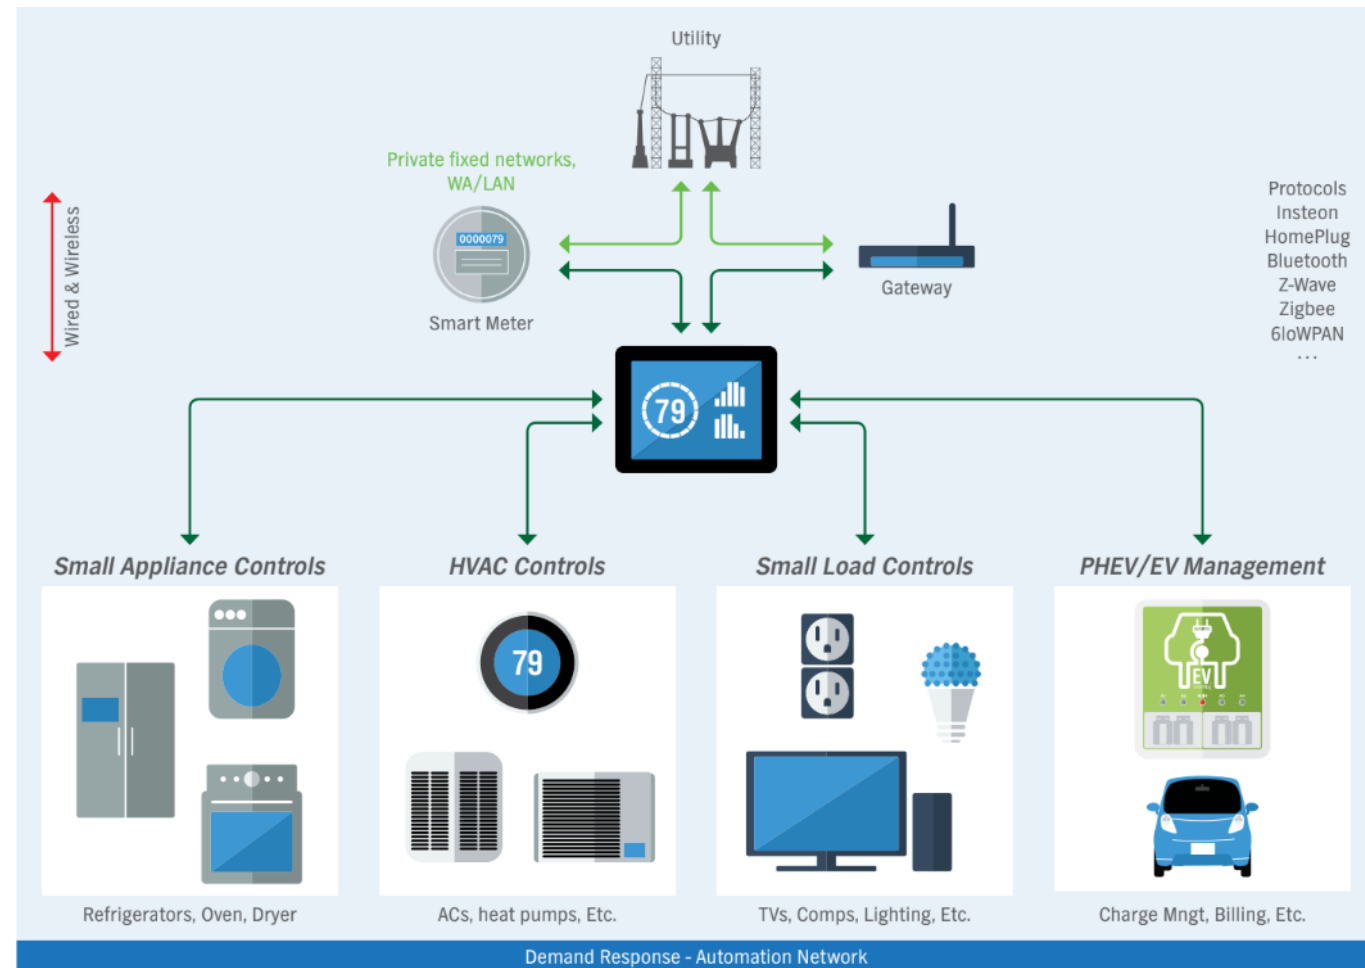 Utility
Private fixed networks,
WA/LAN
Wired & Wireless
0000079
Smart Meter
Gateway
Protocols
Insteon
HomePlug
Bluetooth
Z-Wave
Zigbee
6loWPAN
...
79
Small Appliance Controls
HVAC Controls
Small Load Controls
PHEV/EV Management
79
EV
Refrigerators, Oven, Dryer
ACs, heat pumps, Etc.
TVs, Comps, Lighting, Etc.
Charge Mngt, Billing, Etc.
Demand Response - Automation Network